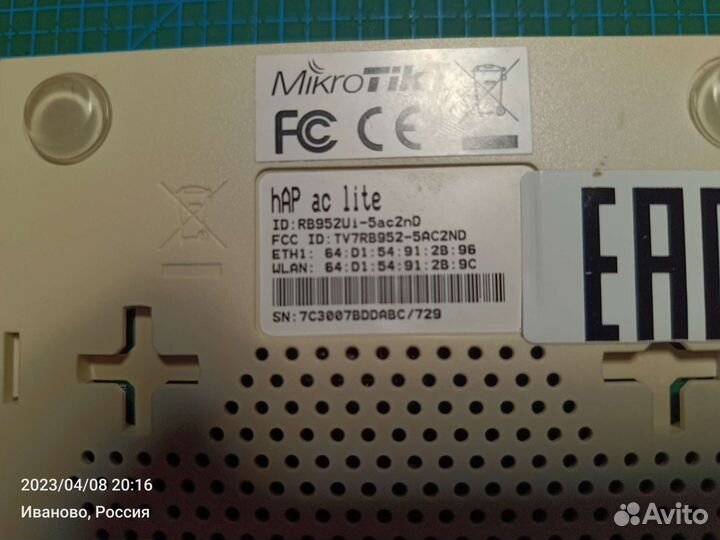 MikroTik
FC CE
hAP ac lite
ID:RB952Ui-5ac2nD
FCC ID:TV7RB952-5AC2ND
ETH1: 64:D1:54:91:2B:96
WLAN: 64:D1:54:91:2B:9C
SN:7C3007BDDABC/729
EAC
2023/04/08 20:16
Иваново, Россия
Avito